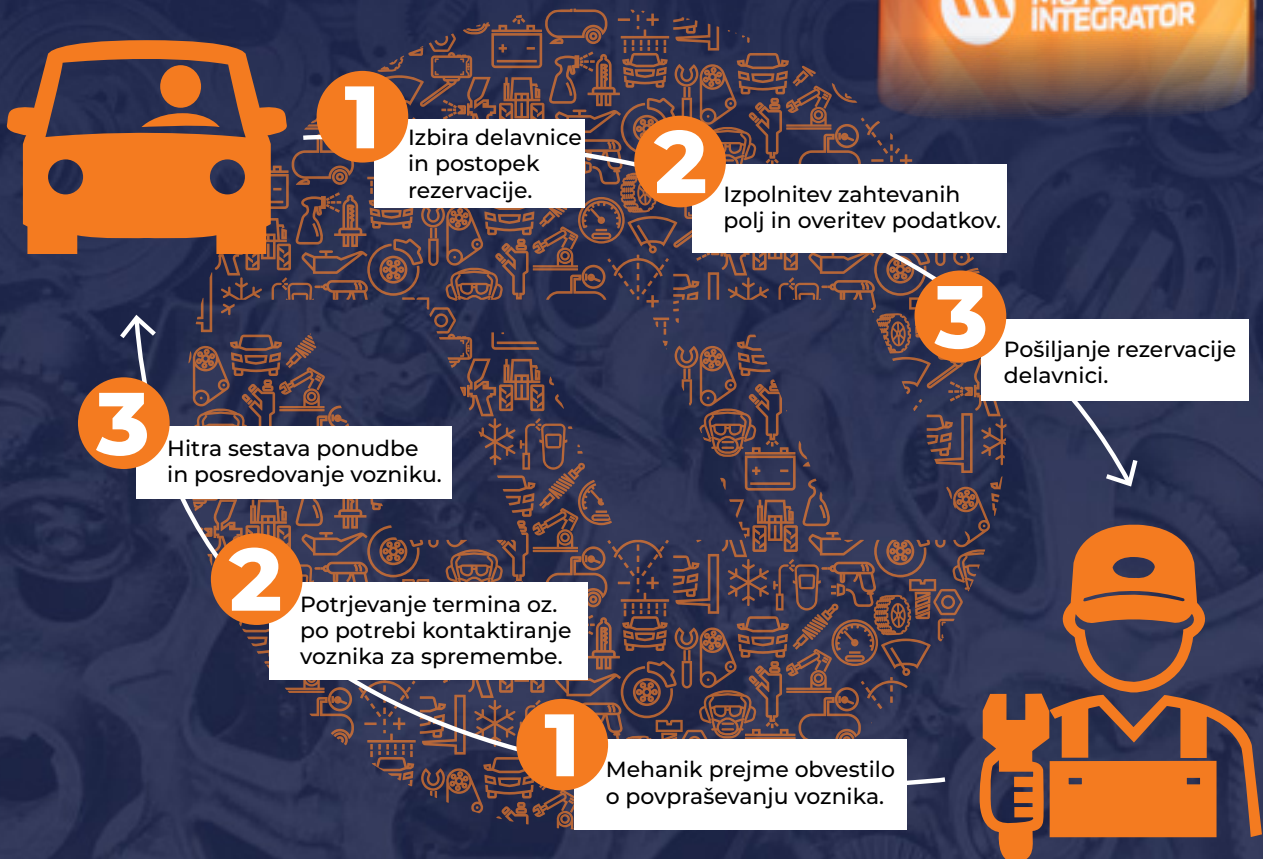 INTEGRATOR
1
Izbira delavnice
in postopek
rezervacije.
2
Izpolnitev zahtevanih
polj in overitev podatkov.
3
Pošiljanje rezervacije
delavnici.
1
Mehanik prejme obvestilo
o povpraševanju voznika.
2
Potrjevanje termina oz.
po potrebi kontaktiranje
voznika za spremembe.
3
Hitra sestava ponudbe
in posredovanje vozniku.